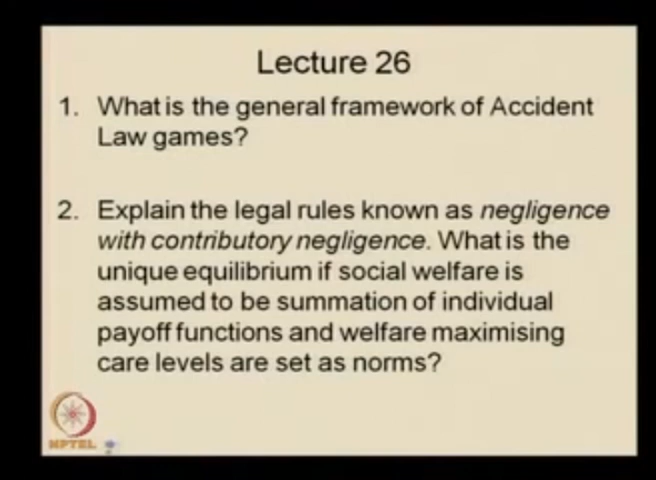 Lecture 26
1. What is the general framework of Accident
Law games?
2. Explain the legal rules known as negligence
with contributory negligence. What is the
unique equilibrium if social welfare is
assumed to be summation of individual
payoff functions and welfare maximising
care levels are set as norms?
NPTEL